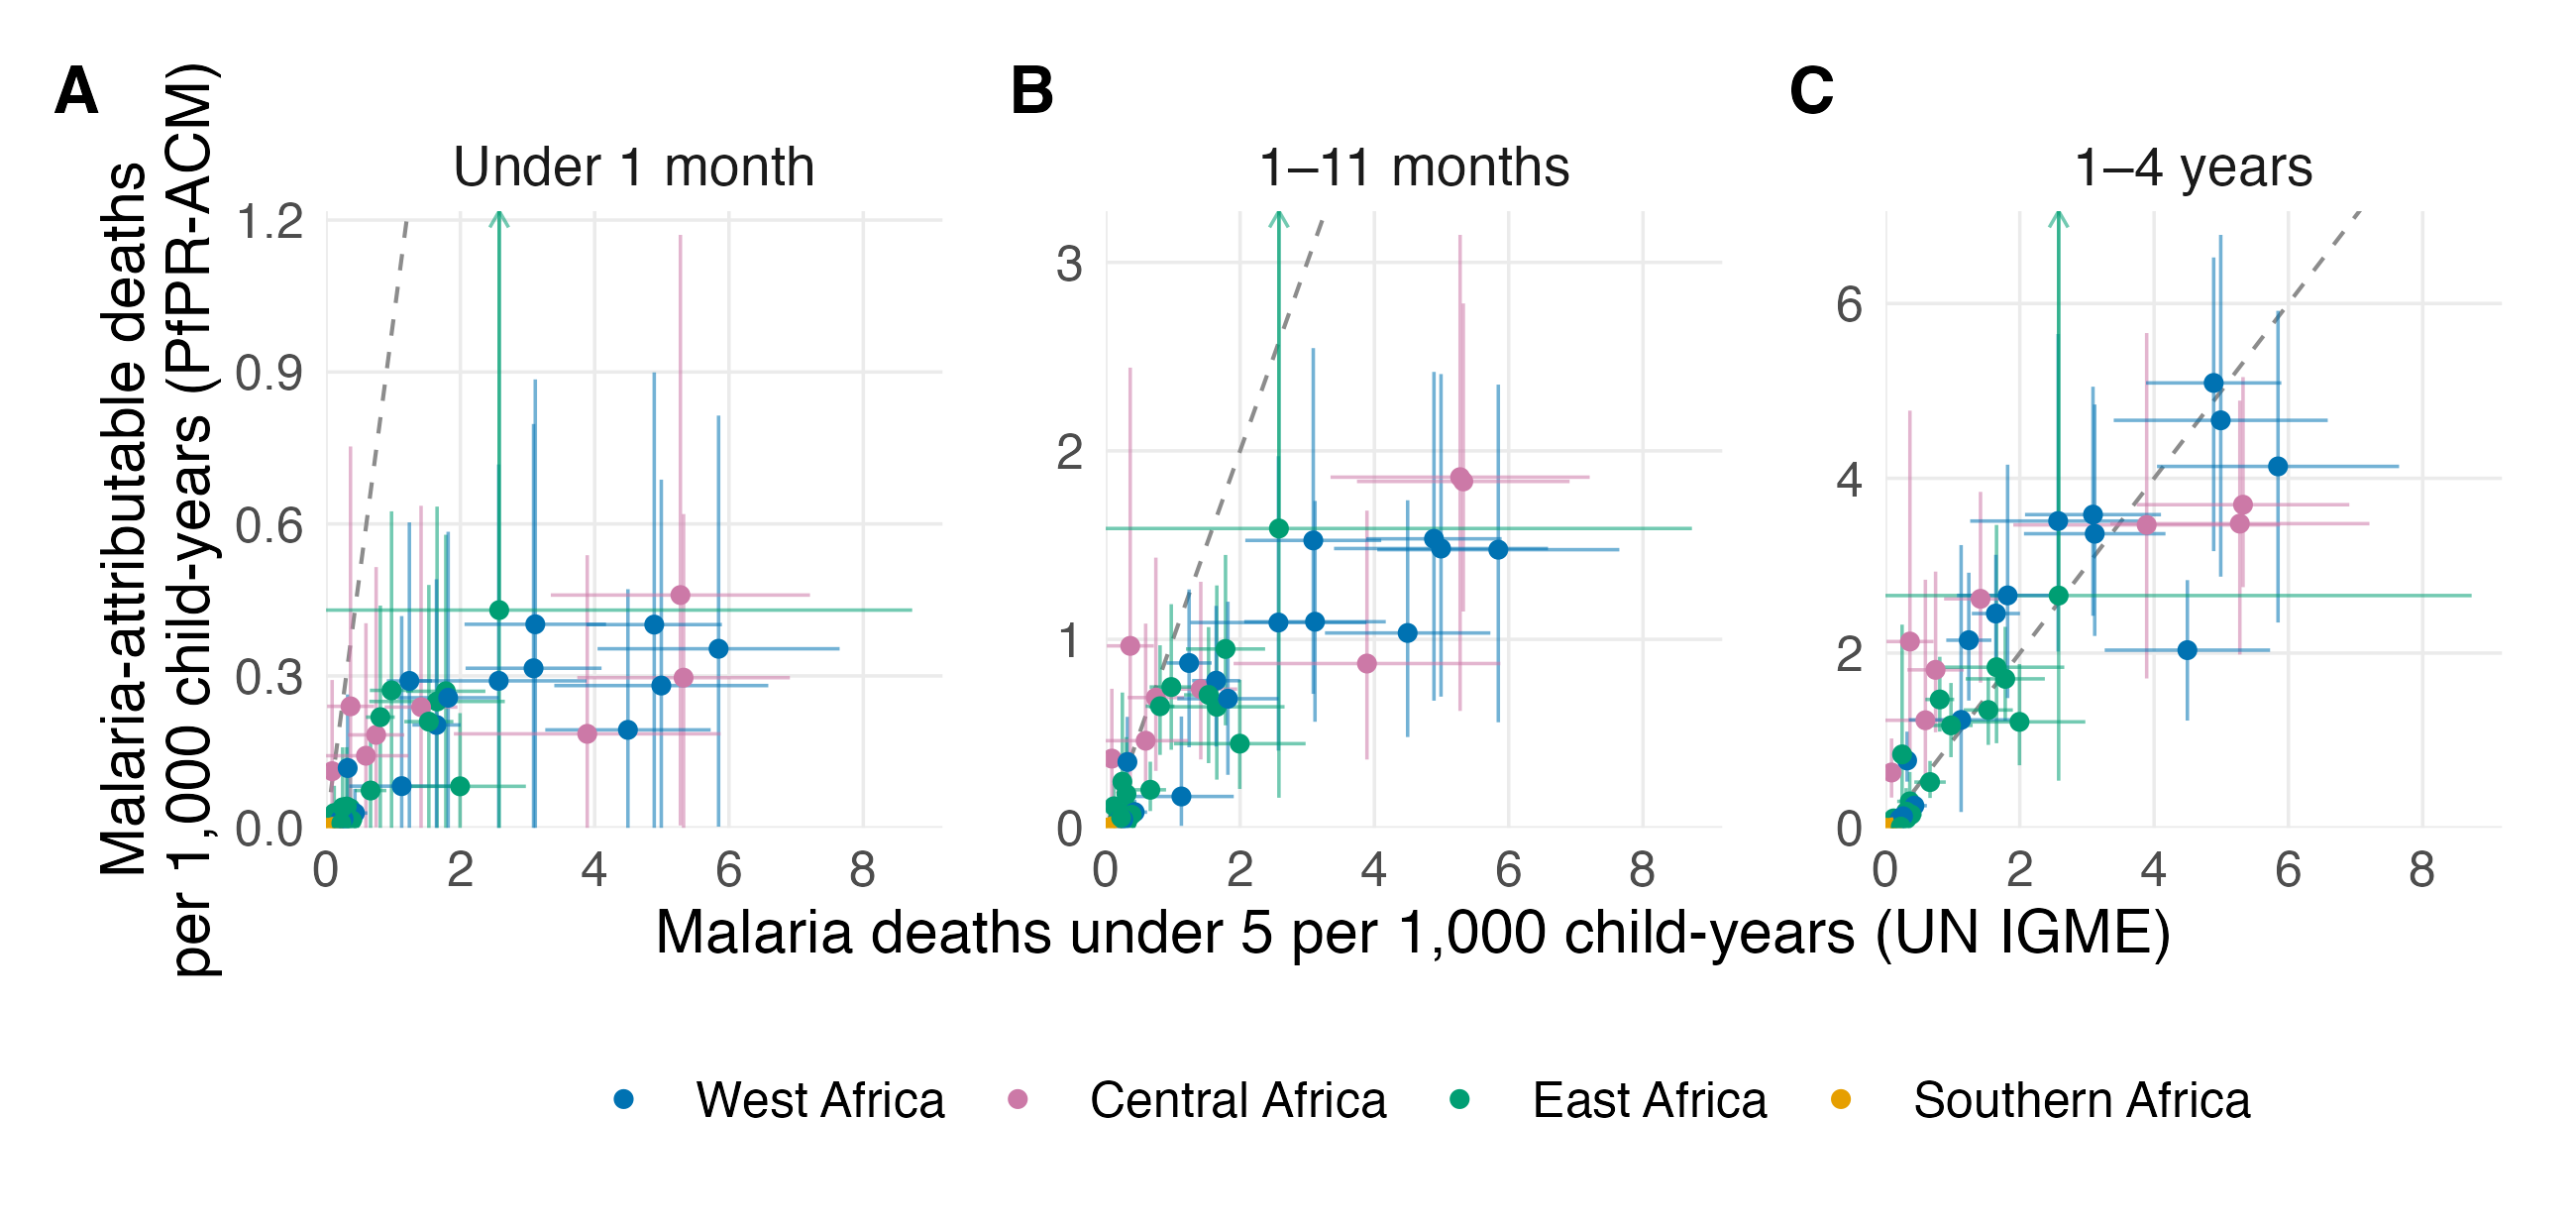 A
B
C
Under 1 month
1–11 months
1–4 years
Malaria-attributable deaths
per 1,000 child-years (PfPR-ACM)
1.2
0.9
0.6
0.3
0.0
3
2
1
0
6
4
2
0
0 2 4 6 8
0 2 4 6 8
0 2 4 6 8
Malaria deaths under 5 per 1,000 child-years (UN IGME)
West Africa
Central Africa
East Africa
Southern Africa